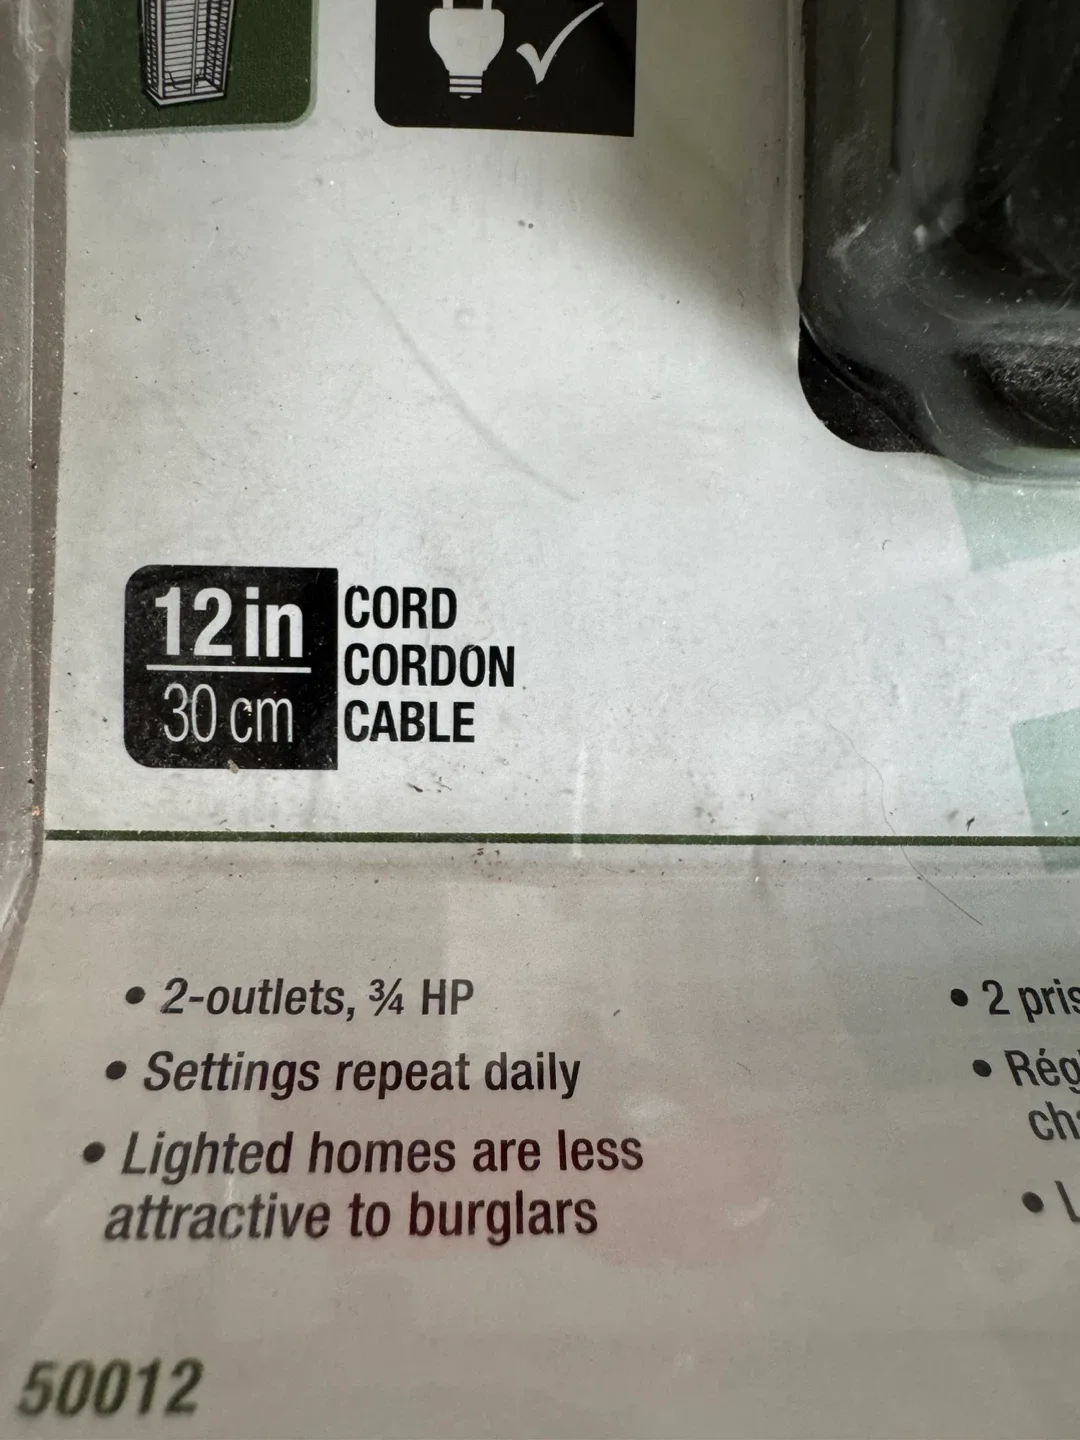 12 in
30 cm
CORD
CORDON
CABLE
• 2-outlets, ¾ HP
• Settings repeat daily
• Lighted homes are less
attractive to burglars
• 2
50012